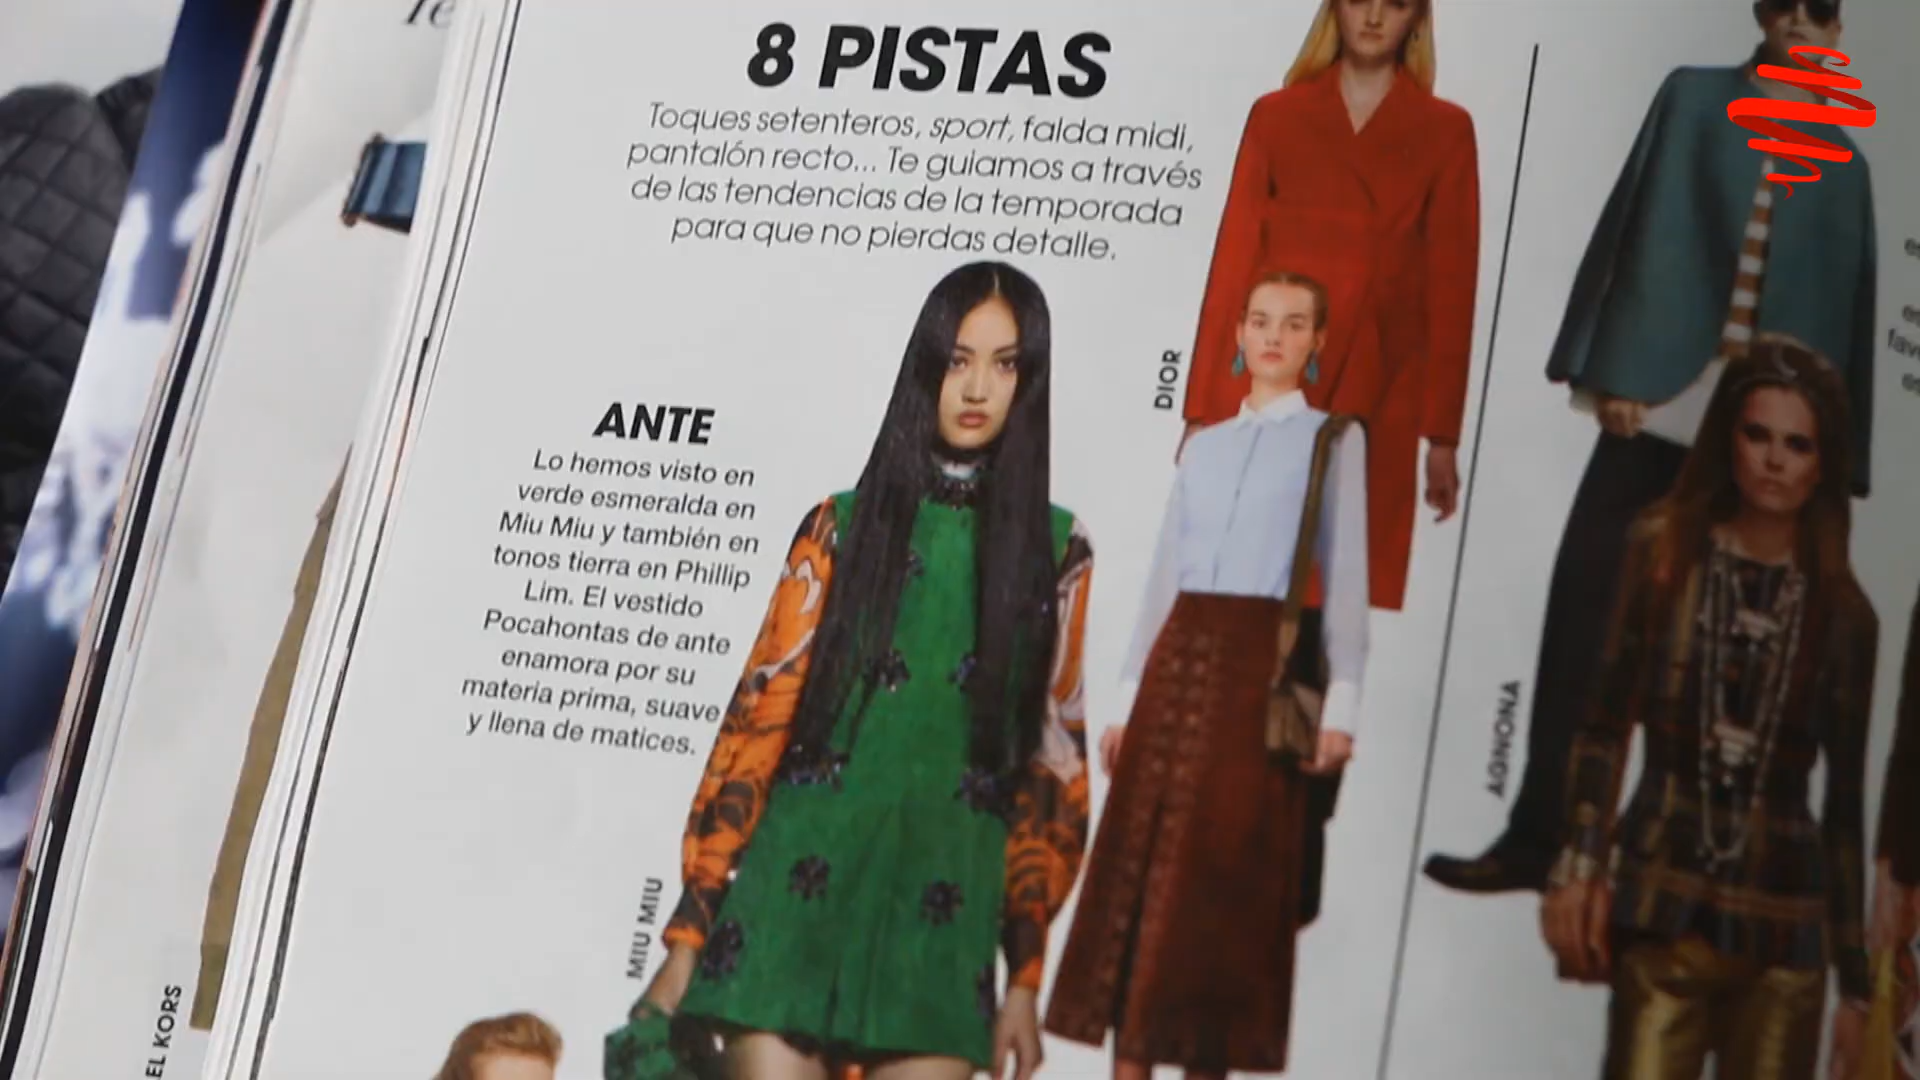 8 PISTAS
Toques setenteros, sport, falda midi,
pantalón recto... Te guiamos a través
de las tendencias de la temporada
para que no pierdas detalle.
ANTE
Lo hemos visto en
verde esmeralda en
Miu Miu y también en
tonos tierra en Phillip
Lim. El vestido
Pocahontas de ante
enamora por su
materia prima, suave
y llena de matices.
MIU MIU
DIOR
AGNONA
KORS